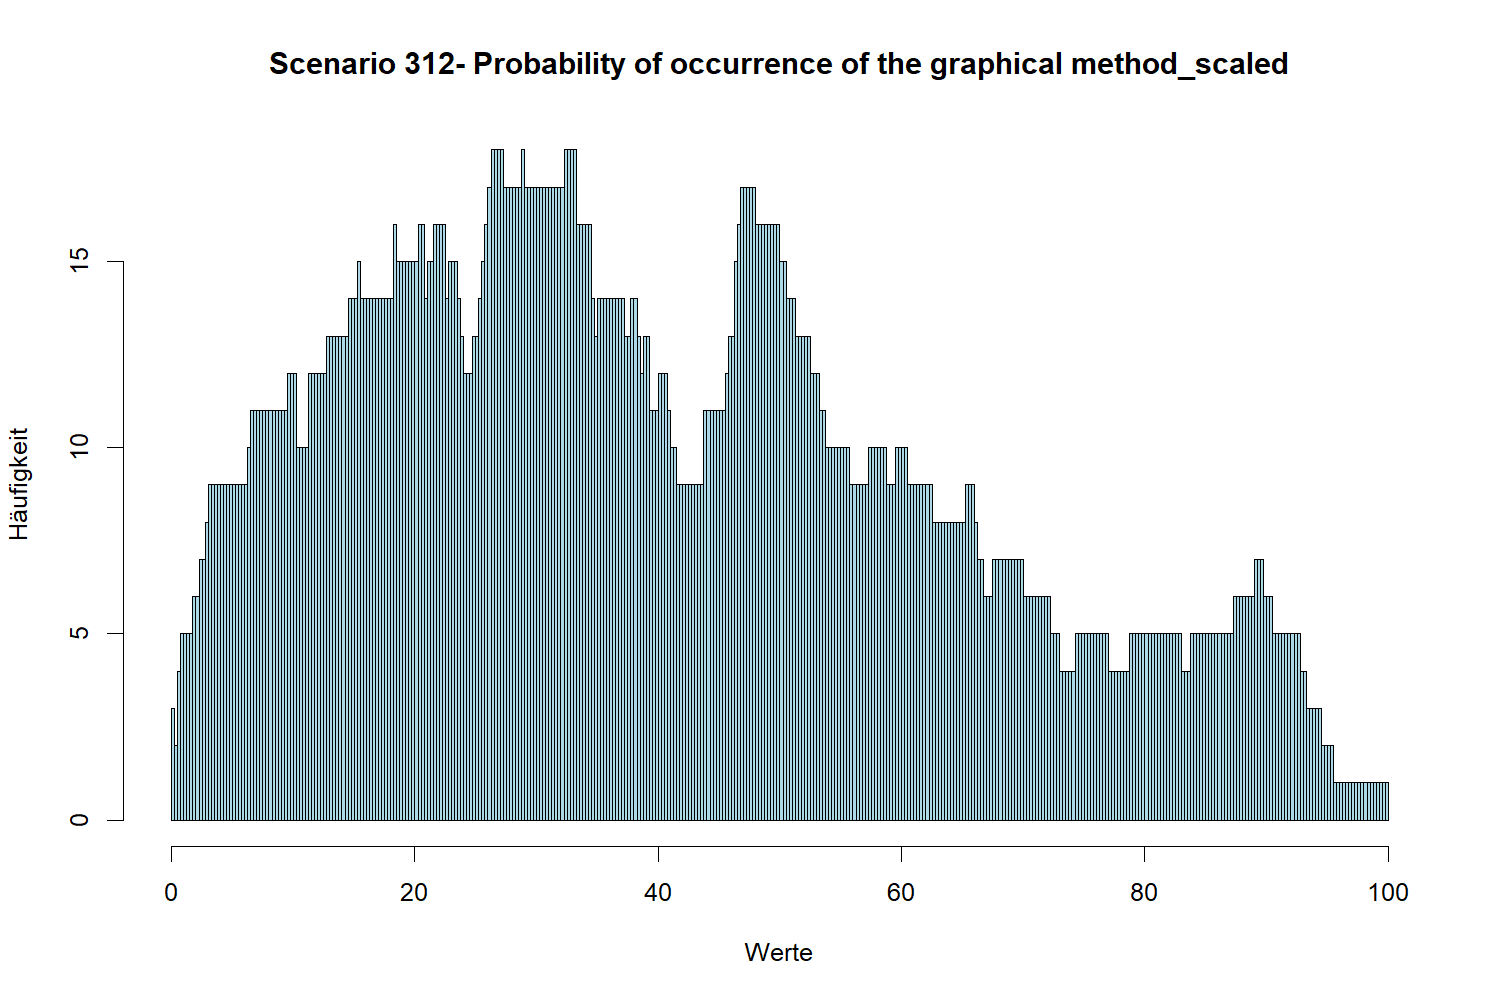 Scenario 312- Probability of occurrence of the graphical method_scaled
Häufigkeit
15
10
5
0
0 20 40 60 80 100
Werte